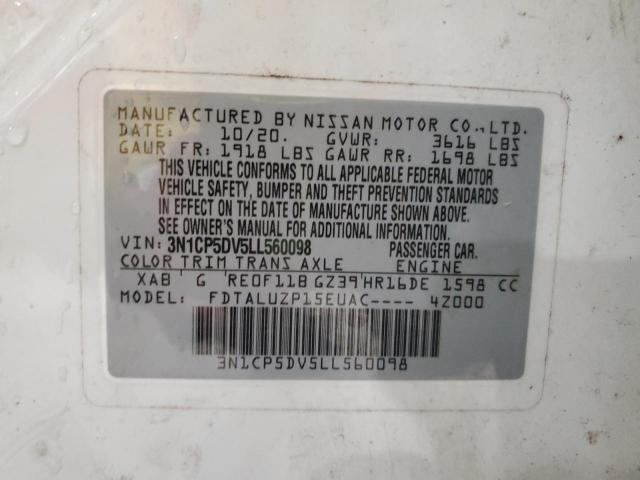 MANUFACTURED BY NISSAN MOTOR CO., LTD.
DATE: 10/20. GVWR: 3616 LBS
GAWR FR: 1918 LBS GAWR RR: 1698 LBS
THIS VEHICLE CONFORMS TO ALL APPLICABLE FEDERAL MOTOR
VEHICLE SAFETY, BUMPER AND THEFT PREVENTION STANDARDS
IN EFFECT ON THE DATE OF MANUFACTURE SHOWN ABOVE.
SEE OWNER'S MANUAL FOR ADDITIONAL INFORMATION.
VIN: 3N1CP5DV5LL560098 PASSENGER CAR.
COLOR TRIM TRANS AXLE ENGINE
XAB G RE0F11B GZ39 HR16DE 1598 CC
MODEL: FDTALUZP15EUAC---- 4Z000
3N1CP5DV5LL560098